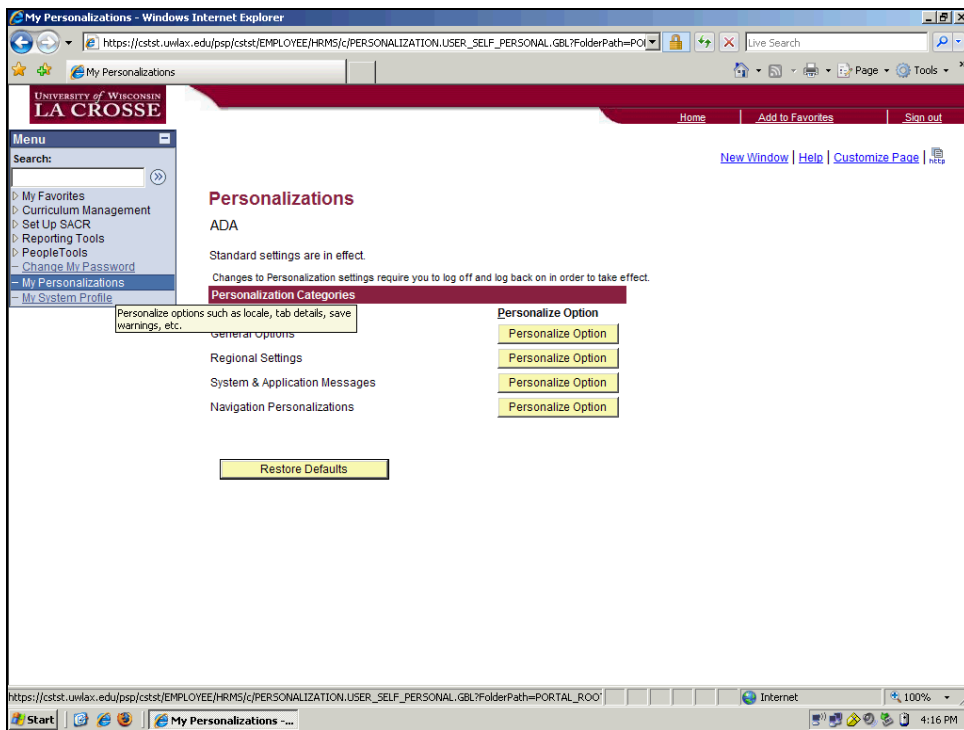 My Personalizations - Windows Internet Explorer
https://cstst.uwlax.edu/psp/cstst/EMPLOYEE/HRMS/c/PERSONALIZATION.USER_SELF_PERSONAL.GBL?FolderPath=POI
Live Search
My Personalizations
Page
Tools
UNIVERSITY of WISCONSIN
LA CROSSE
Home
Add to Favorites
Sign out
Menu
New Window | Help | Customize Page |
http
Search:
My Favorites
Curriculum Management
Set Up SACR
Reporting Tools
PeopleTools
Change My Password
My Personalizations
My System Profile
Personalizations
ADA
Standard settings are in effect.
Changes to Personalization settings require you to log off and log back on in order to take effect.
Personalization Categories
Personalize options such as locale, tab details, save
warnings, etc.
Personalize Option
General Options Personalize Option
Regional Settings Personalize Option
System & Application Messages Personalize Option
Navigation Personalizations Personalize Option
Restore Defaults
https://cstst.uwlax.edu/psp/cstst/EMPLOYEE/HRMS/c/PERSONALIZATION.USER_SELF_PERSONAL.GBL?FolderPath=PORTAL_ROO
Internet
100%
Start
My Personalizations -...
4:16 PM